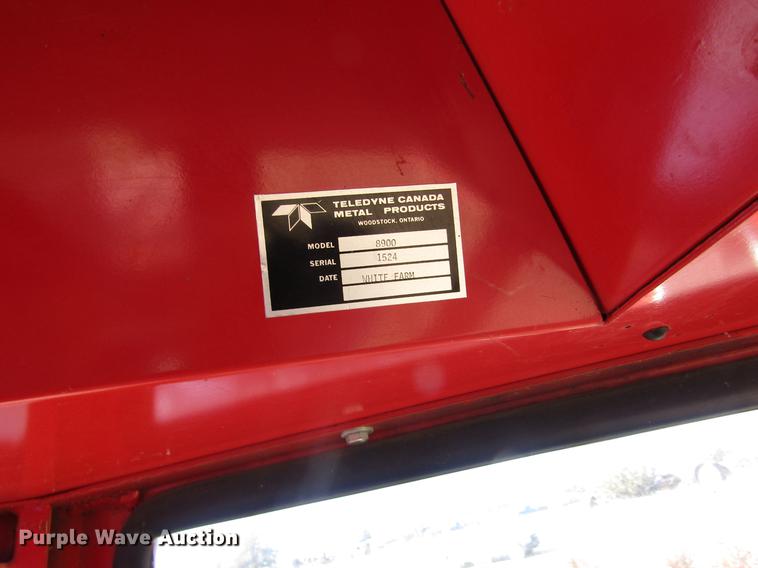 TELEDYNE CANADA
METAL PRODUCTS
WOODSTOCK, ONTARIO
MODEL 8900
SERIAL 1524
DATE WHITE FARM
Purple Wave Auction